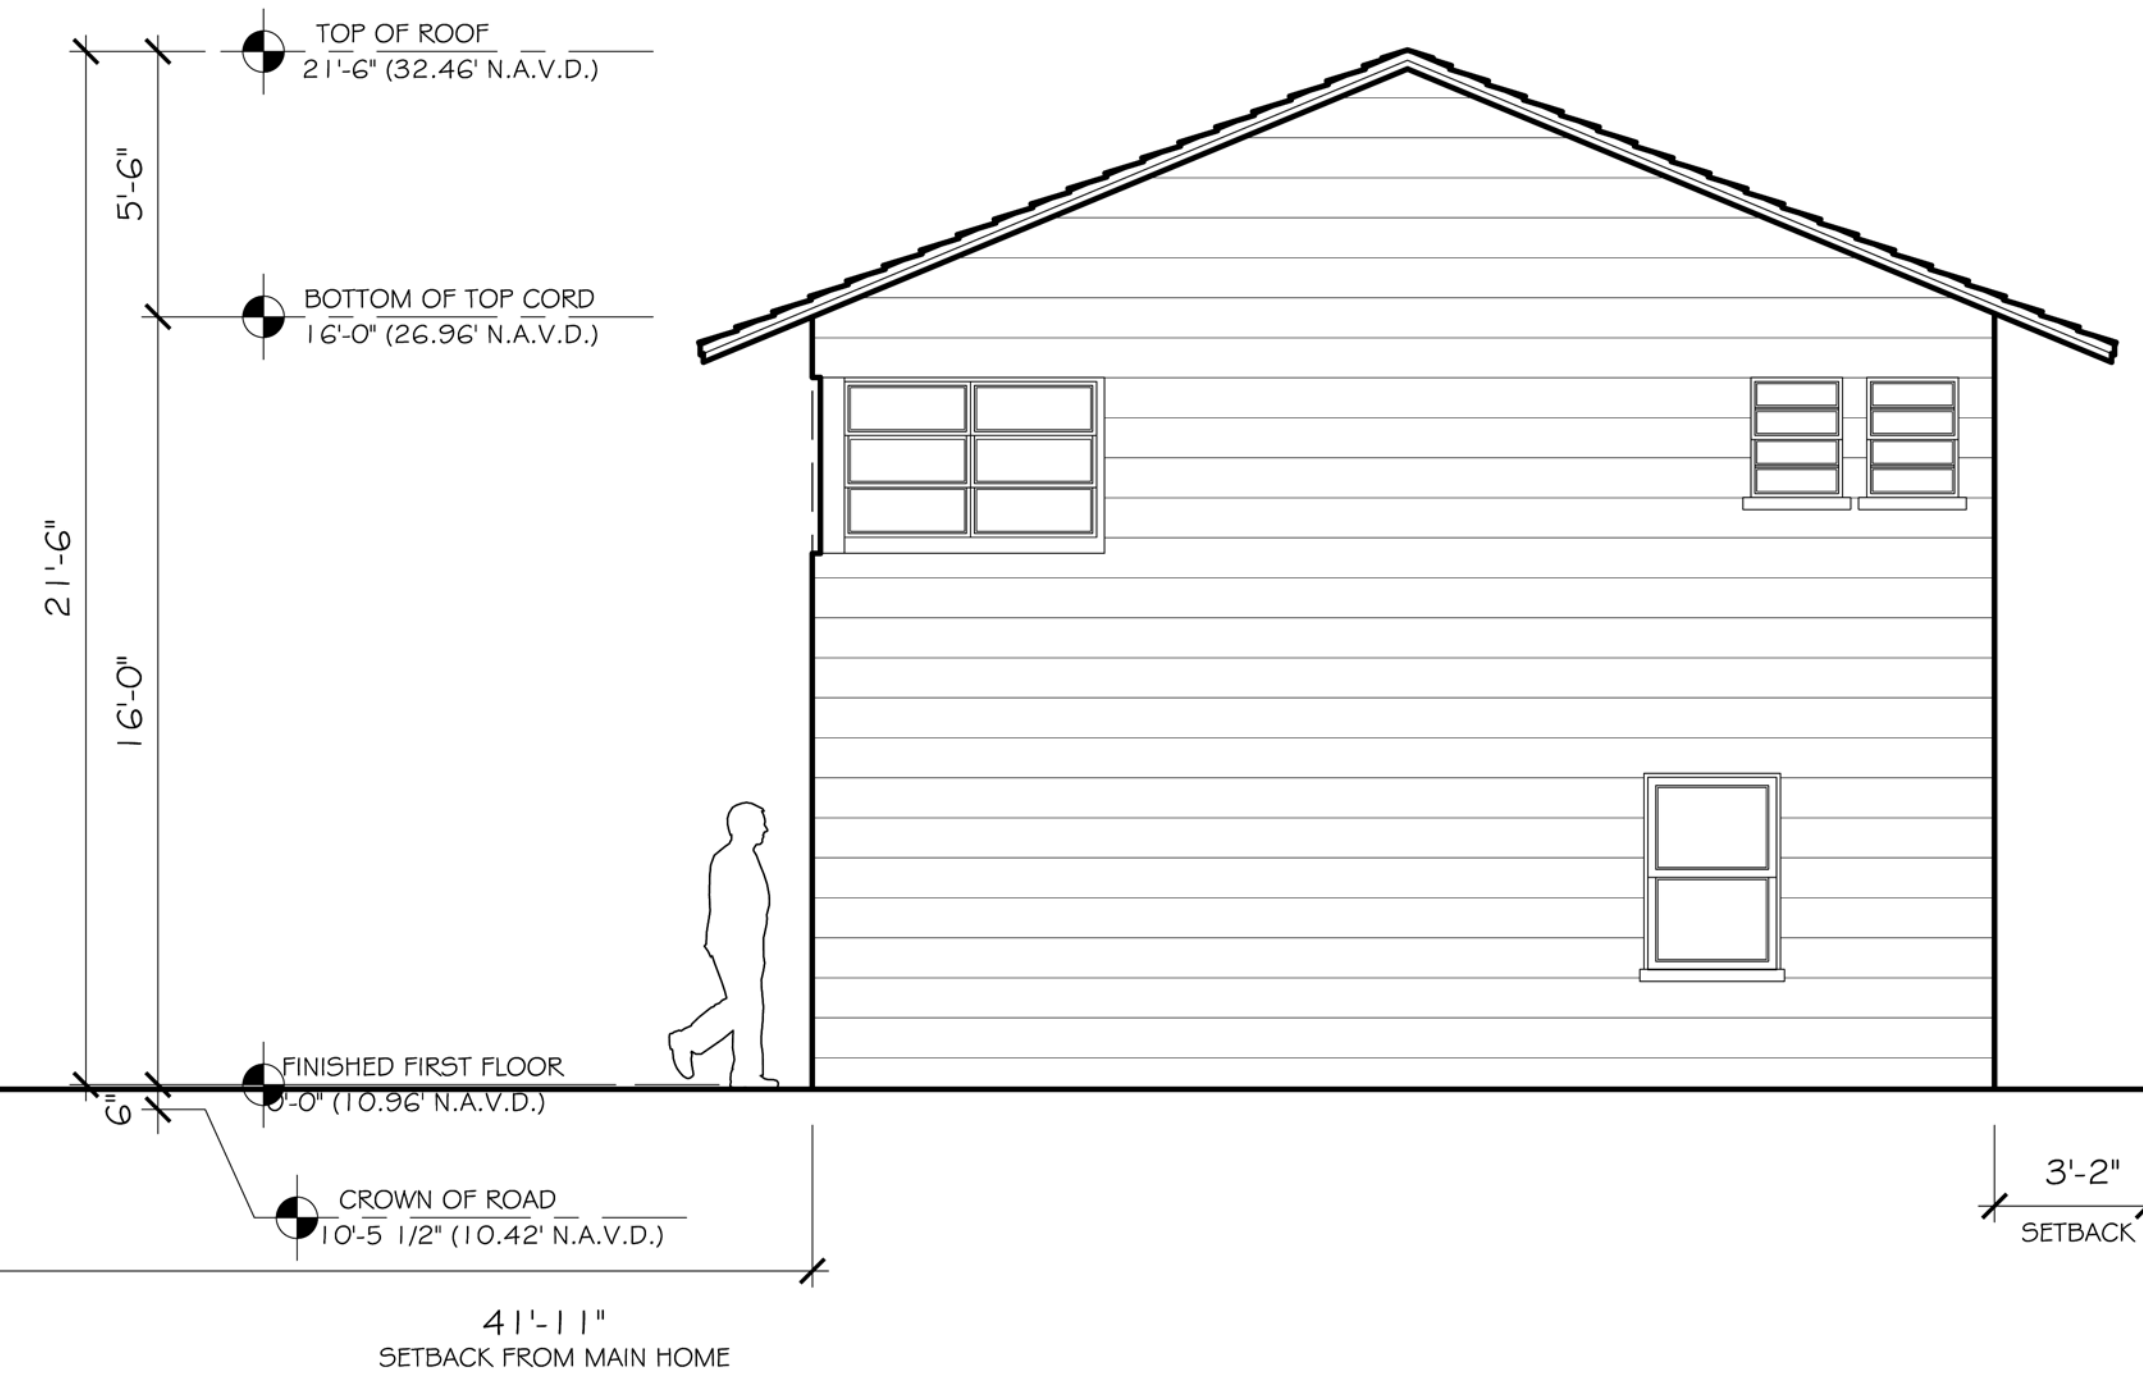 TOP OF ROOF
21'-6" (32.46' N.A.V.D.)
5'-6"
BOTTOM OF TOP CORD
16'-0" (26.96' N.A.V.D.)
21'-6"
16'-0"
FINISHED FIRST FLOOR
0'-0" (10.96' N.A.V.D.)
6"
CROWN OF ROAD
10'-5 1/2" (10.42' N.A.V.D.)
3'-2"
SETBACK
41'-11"
SETBACK FROM MAIN HOME